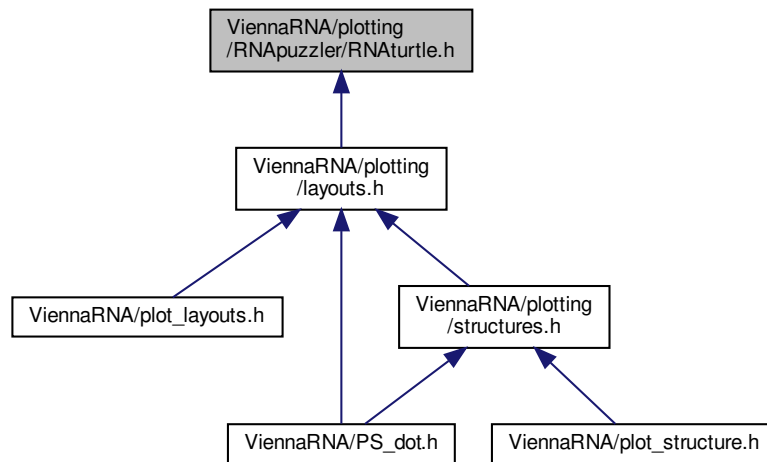 ViennaRNA/plotting
/RNApuzzler/RNAturtle.h
ViennaRNA/plotting
/layouts.h
ViennaRNA/plot_layouts.h
ViennaRNA/plotting
/structures.h
ViennaRNA/PS_dot.h
ViennaRNA/plot_structure.h